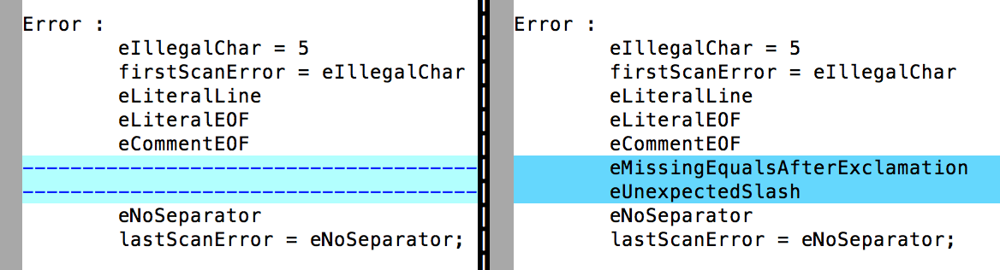 Error :
eIllegalChar = 5
firstScanError = eIllegalChar
eLiteralLine
eLiteralEOF
eCommentEOF
eNoSeparator
lastScanError = eNoSeparator;
Error :
eIllegalChar = 5
firstScanError = eIllegalChar
eLiteralLine
eLiteralEOF
eCommentEOF
eMissingEqualsAfterExclamation
eUnexpectedSlash
eNoSeparator
lastScanError = eNoSeparator;